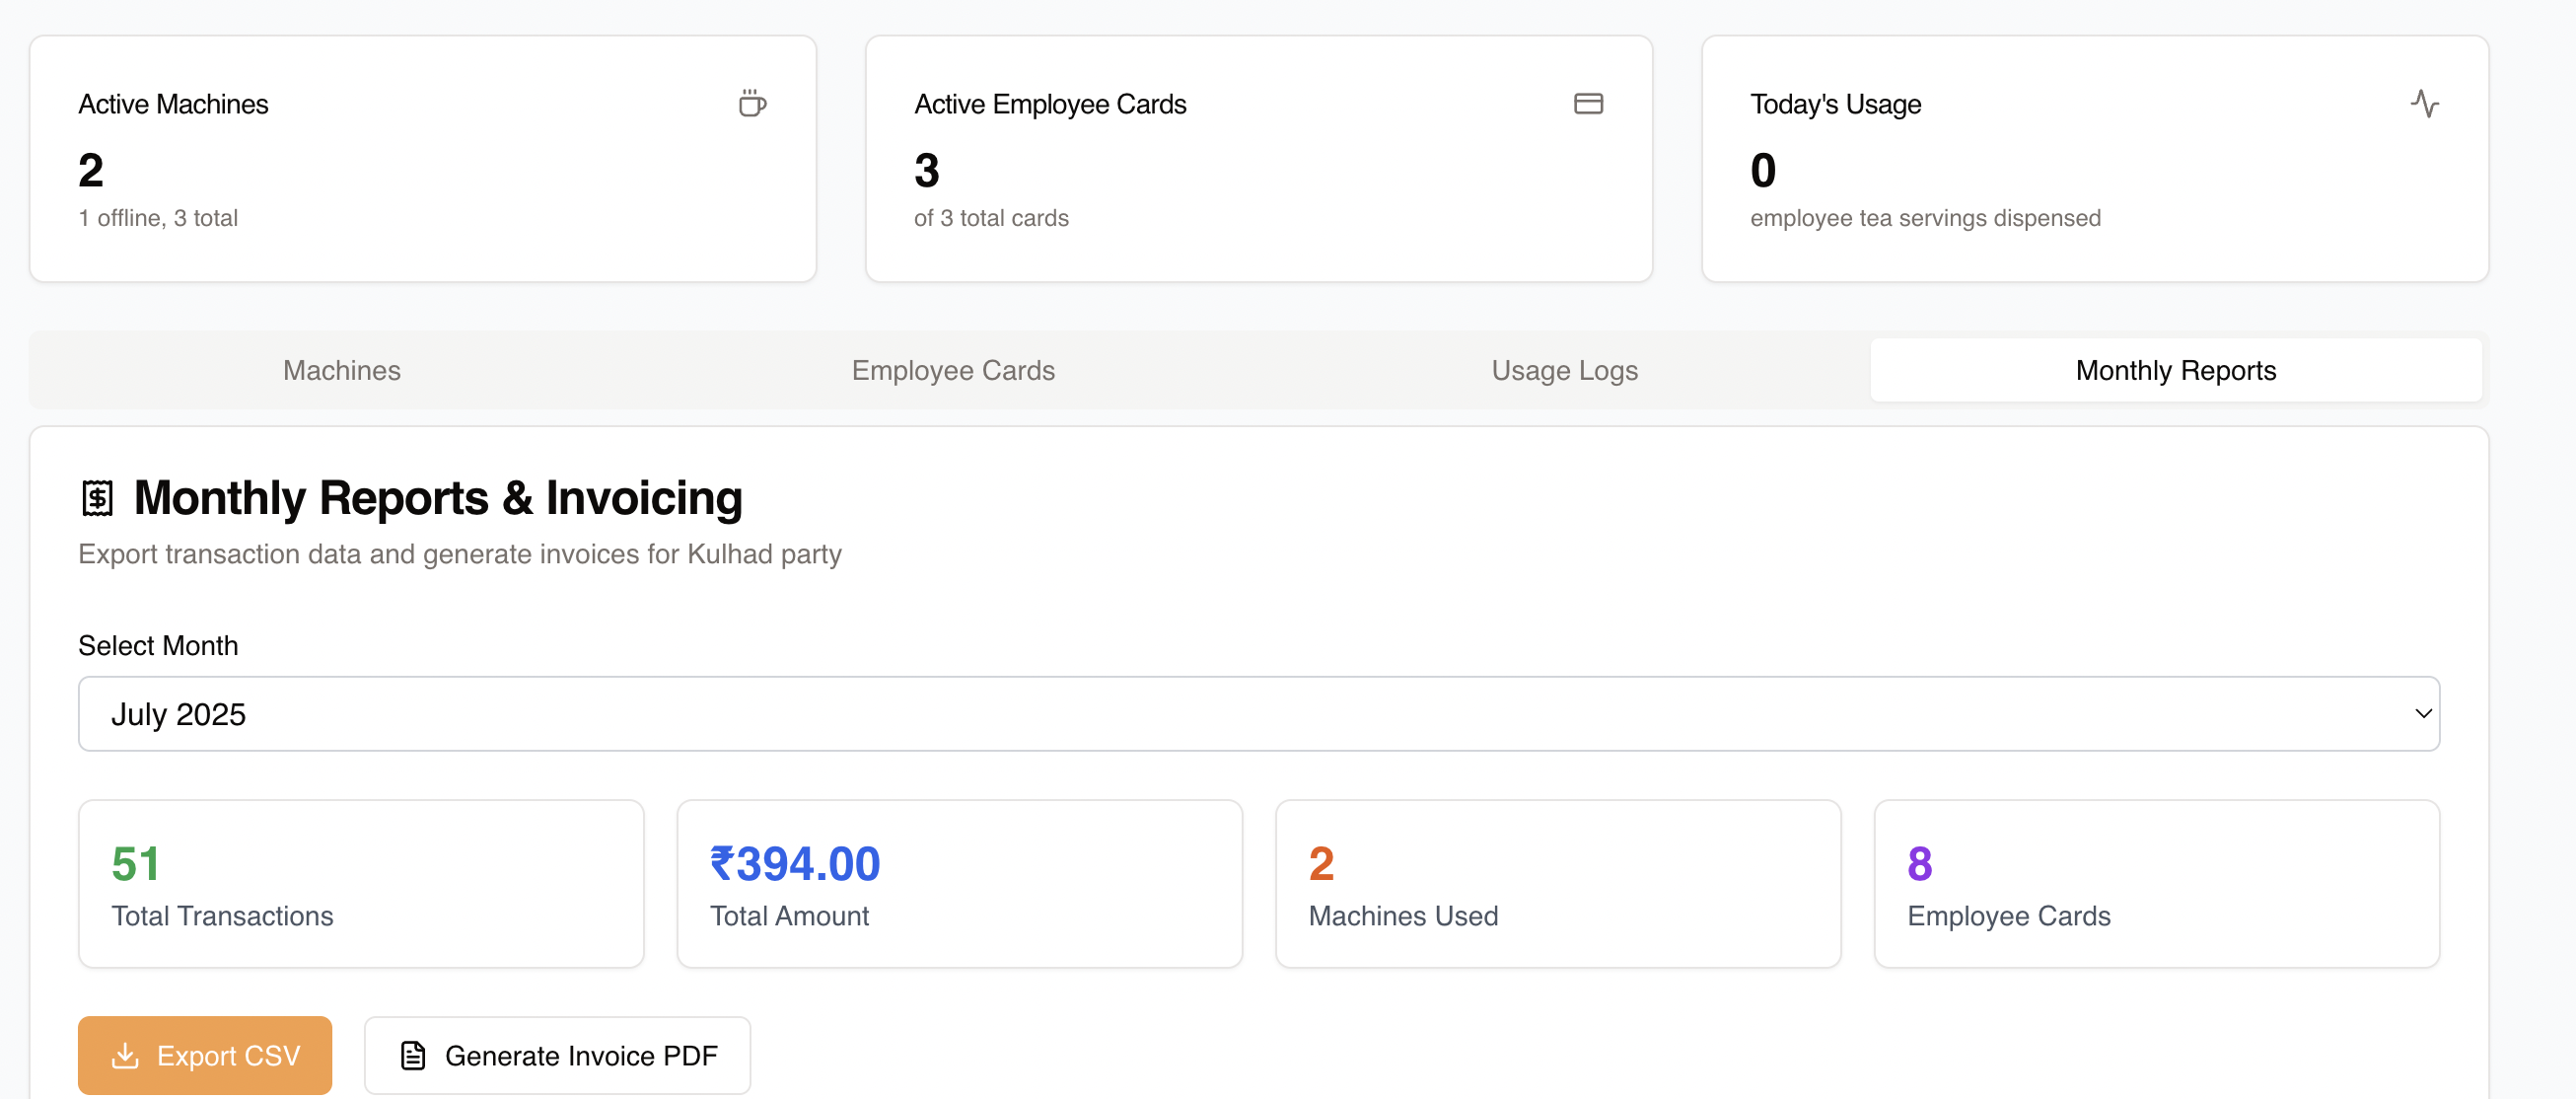 Active Machines
2
1 offline, 3 total
Active Employee Cards
3
of 3 total cards
Today's Usage
0
employee tea servings dispensed
Machines
Employee Cards
Usage Logs
Monthly Reports
Monthly Reports & Invoicing
Export transaction data and generate invoices for Kulhad party
Select Month
July 2025
51
Total Transactions
₹394.00
Total Amount
2
Machines Used
8
Employee Cards
Export CSV
Generate Invoice PDF